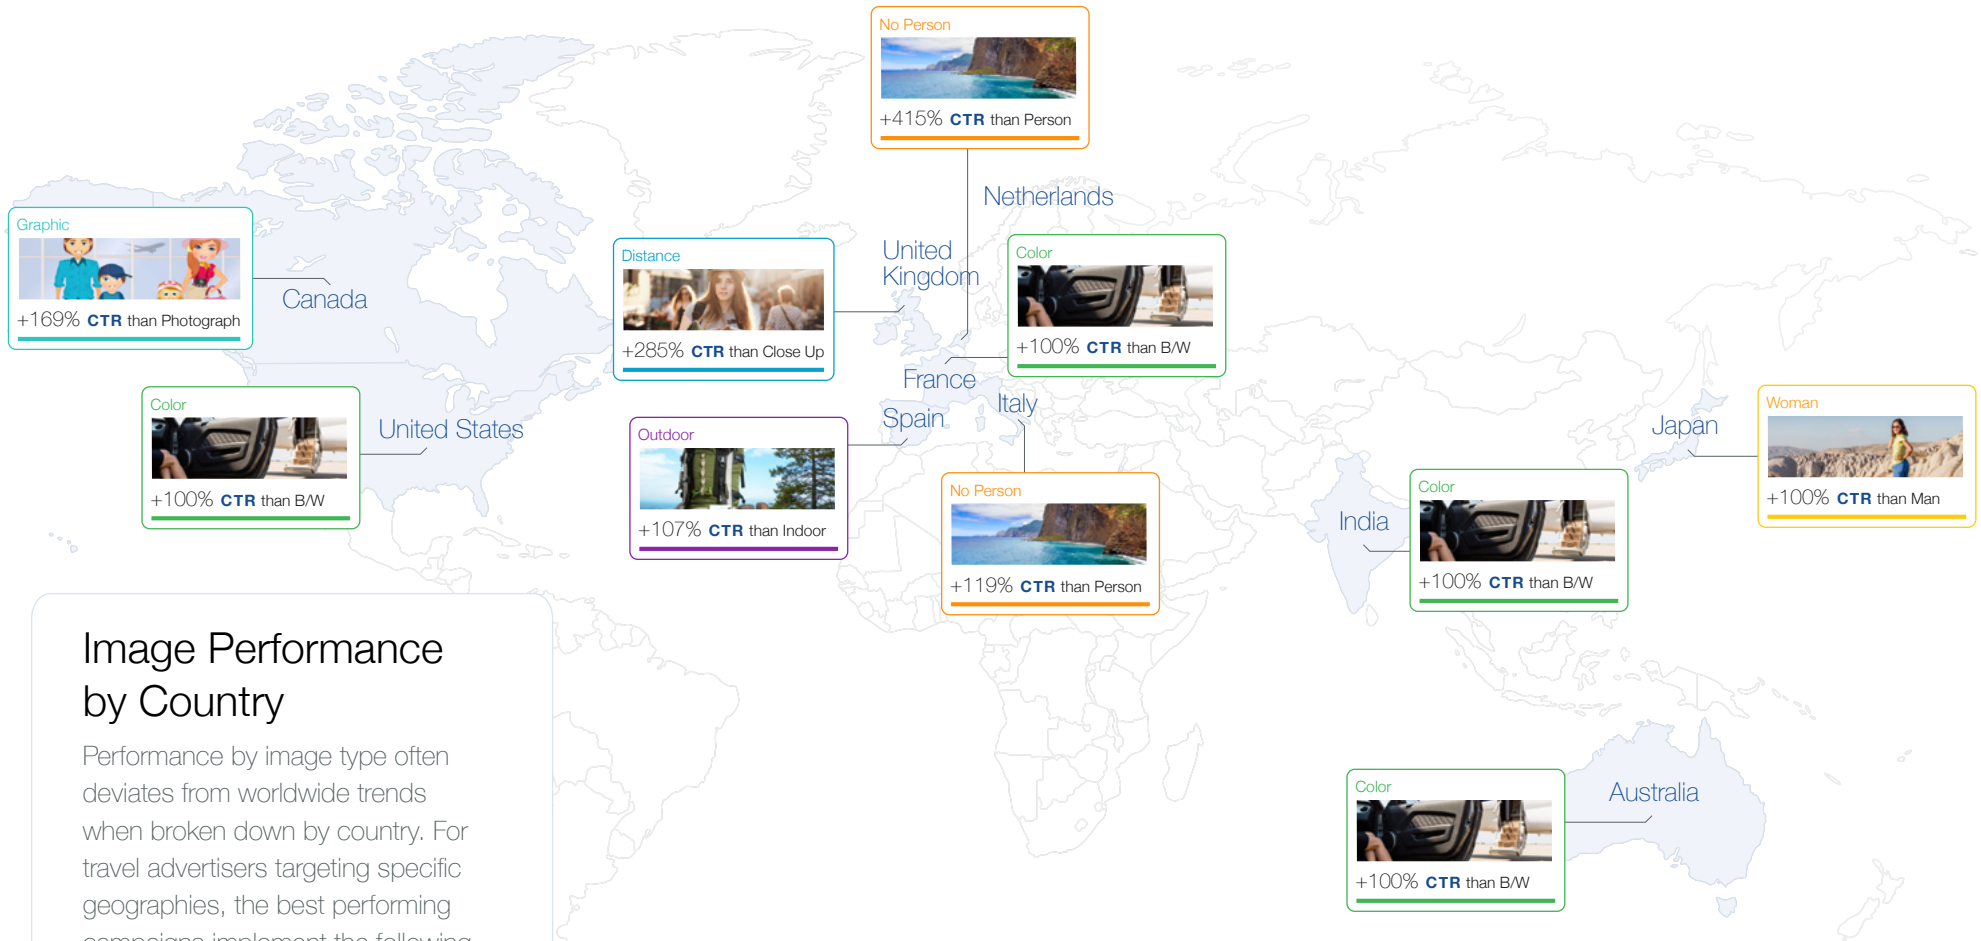 No Person
+415% CTR than Person
Netherlands
Graphic
+169% CTR than Photograph
Canada
Distance
+285% CTR than Close Up
United
Kingdom
Color
+100% CTR than B/W
France
Color
+100% CTR than B/W
United States
Outdoor
+107% CTR than Indoor
Spain
Italy
No Person
+119% CTR than Person
Japan
Woman
+100% CTR than Man
India
Color
+100% CTR than B/W
Australia
Color
+100% CTR than B/W
Image Performance
by Country
Performance by image type often
deviates from worldwide trends
when broken down by country. For
travel advertisers targeting specific
geographies, the best performing
campaigns implement the following